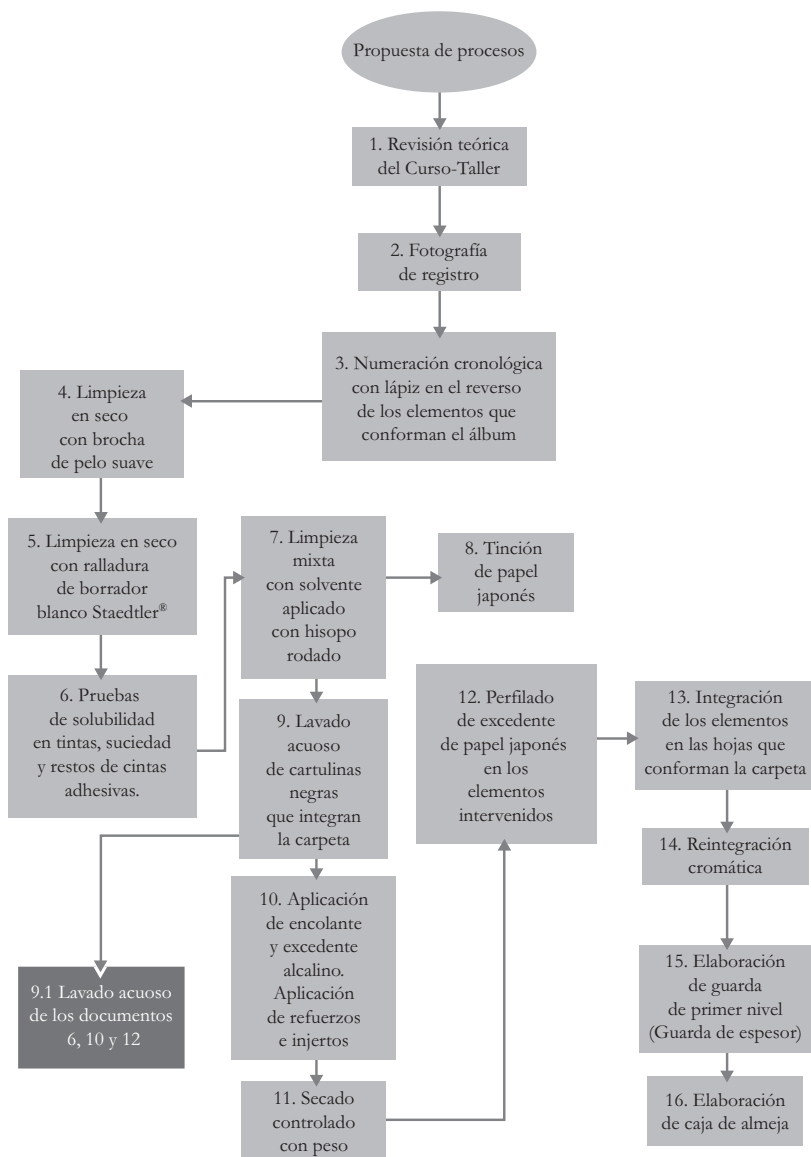 Propuesta de procesos
1. Revisión teórica
del Curso-Taller
2. Fotografía
de registro
3. Numeración cronológica
con lápiz en el reverso
de los elementos que
conforman el álbum
4. Limpieza
en seco
con brocha
de pelo suave
5. Limpieza en seco
con ralladura
de borrador
blanco Staedtler®
6. Pruebas
de solubilidad
en tintas, suciedad
y restos de cintas
adhesivas.
7. Limpieza
mixta
con solvente
aplicado
con hisopo
rodado
8. Tinción
de papel
japonés
9. Lavado
acuoso
de cartulinas
negras
que integran
la carpeta
9.1 Lavado acuoso
de los documentos
6, 10 y 12
10. Aplicación
de encolante
y excedente
alcalino.
Aplicación
de refuerzos
e injertos
11. Secado
controlado
con peso
12. Perfilado
de excedente
de papel japonés
en los
elementos
intervenidos
13. Integración
de los elementos
en las hojas que
conforman la carpeta
14. Reintegración
cromática
15. Elaboración
de guarda
de primer nivel
(Guarda de espesor)
16. Elaboración
de caja de almeja